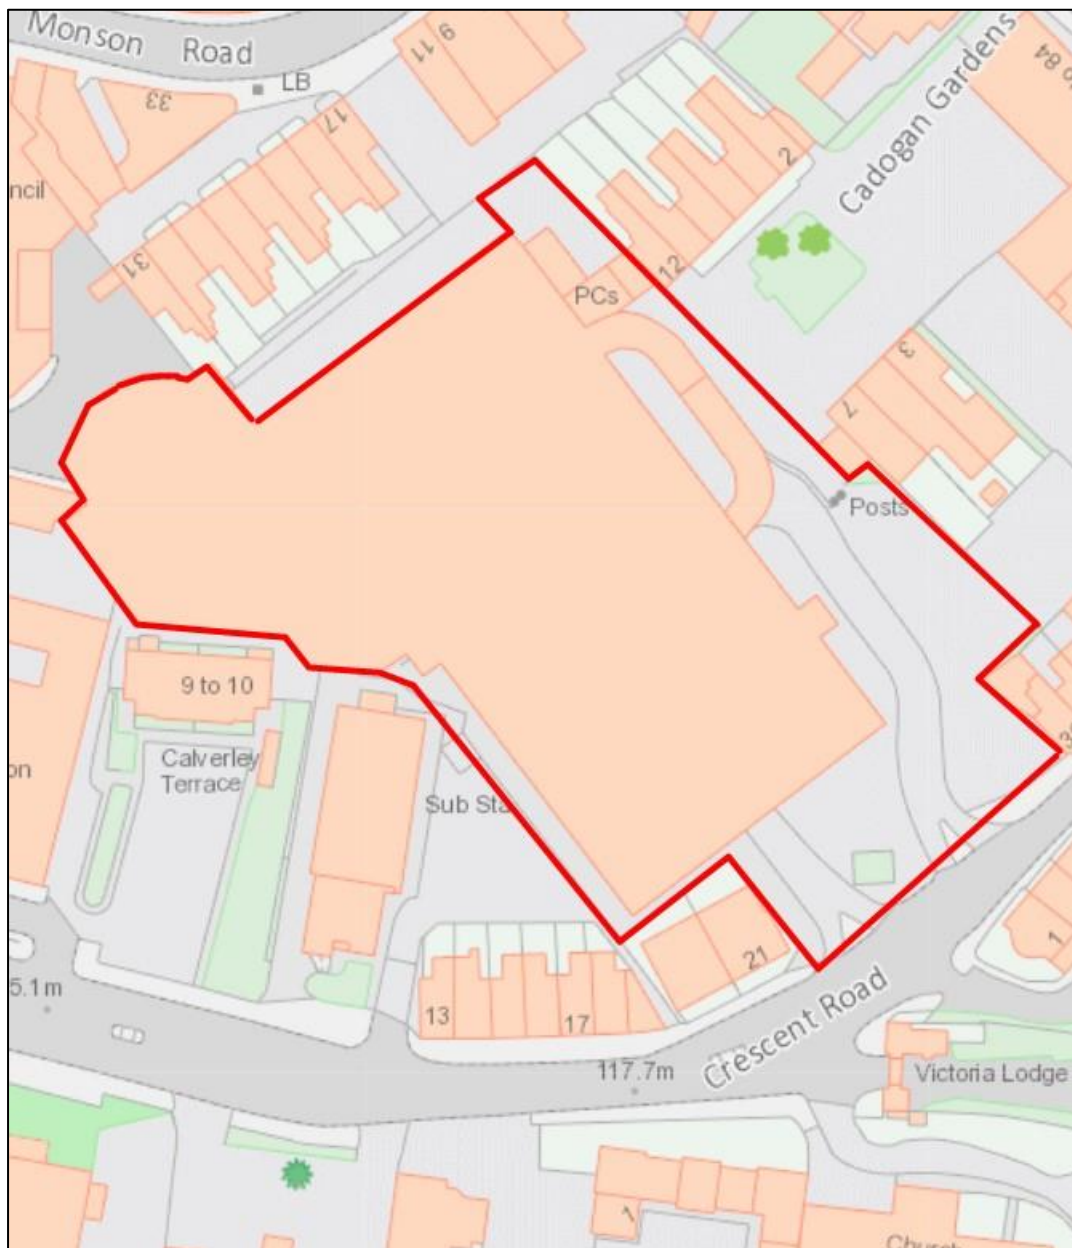 Monson Road
9 11
LB
33
17
ncil
2
Cadogan Gardens
31
12
PCs
3
7
Posts
9 to 10
Calverley
Terrace
on
Sub Sta
21
1
5.1m
13
17
Crescent Road
117.7m
Victoria Lodge
1